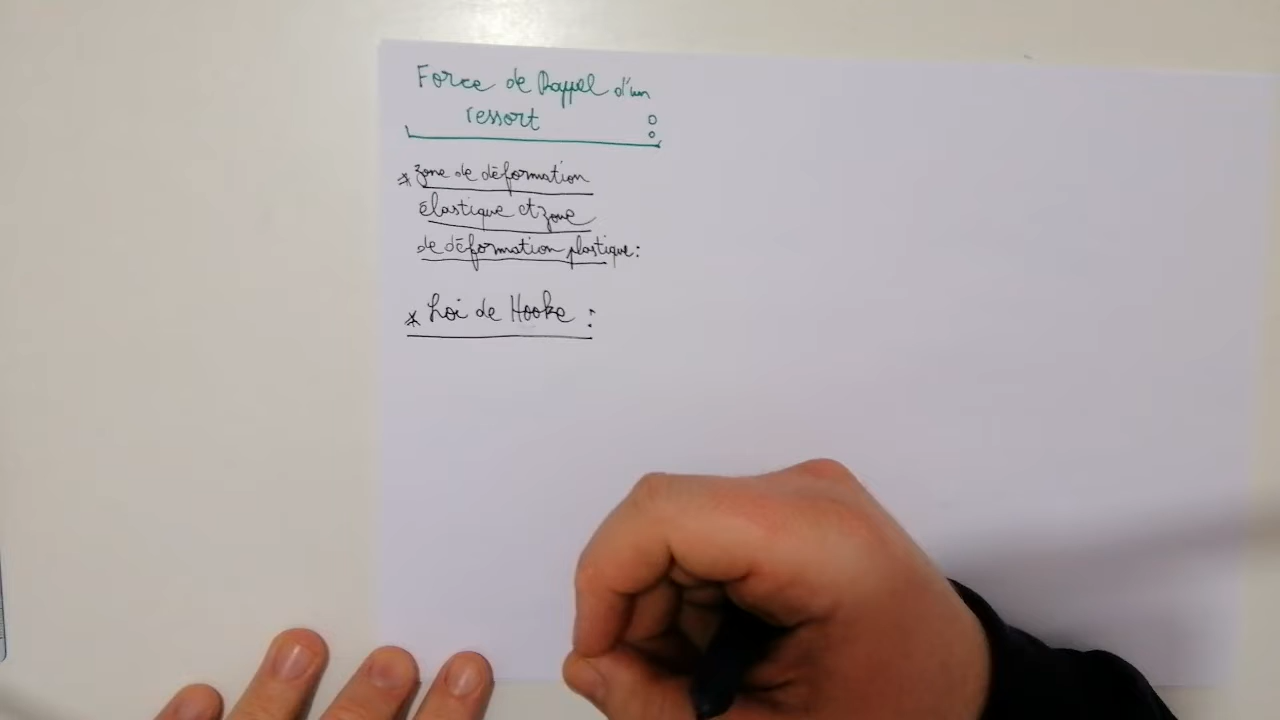 Force de Rappel d'un
ressort :
* zone de déformation
élastique et zone
de déformation plastique:
* Loi de Hooke :